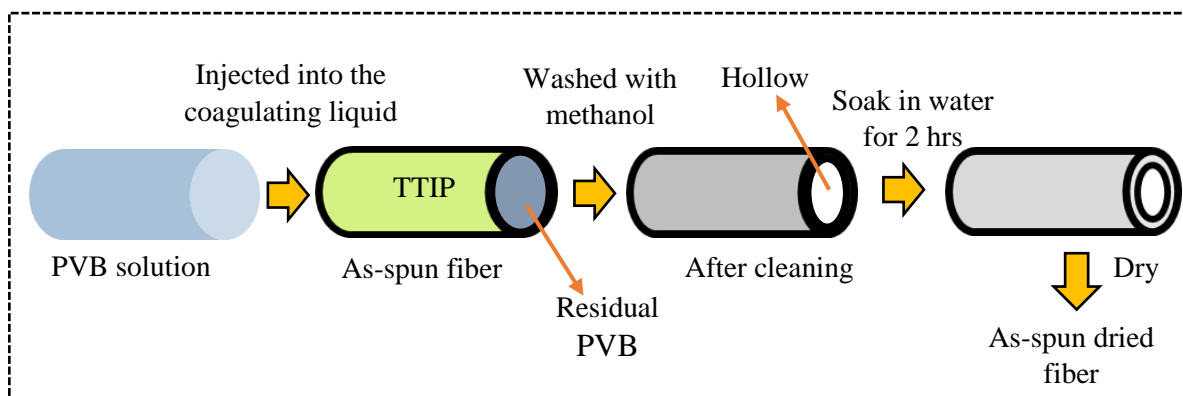 Injected into the
coagulating liquid
Washed with
methanol
Hollow
Soak in water
for 2 hrs
TTIP
PVB solution
As-spun fiber
After cleaning
Dry
Residual
PVB
As-spun dried
fiber